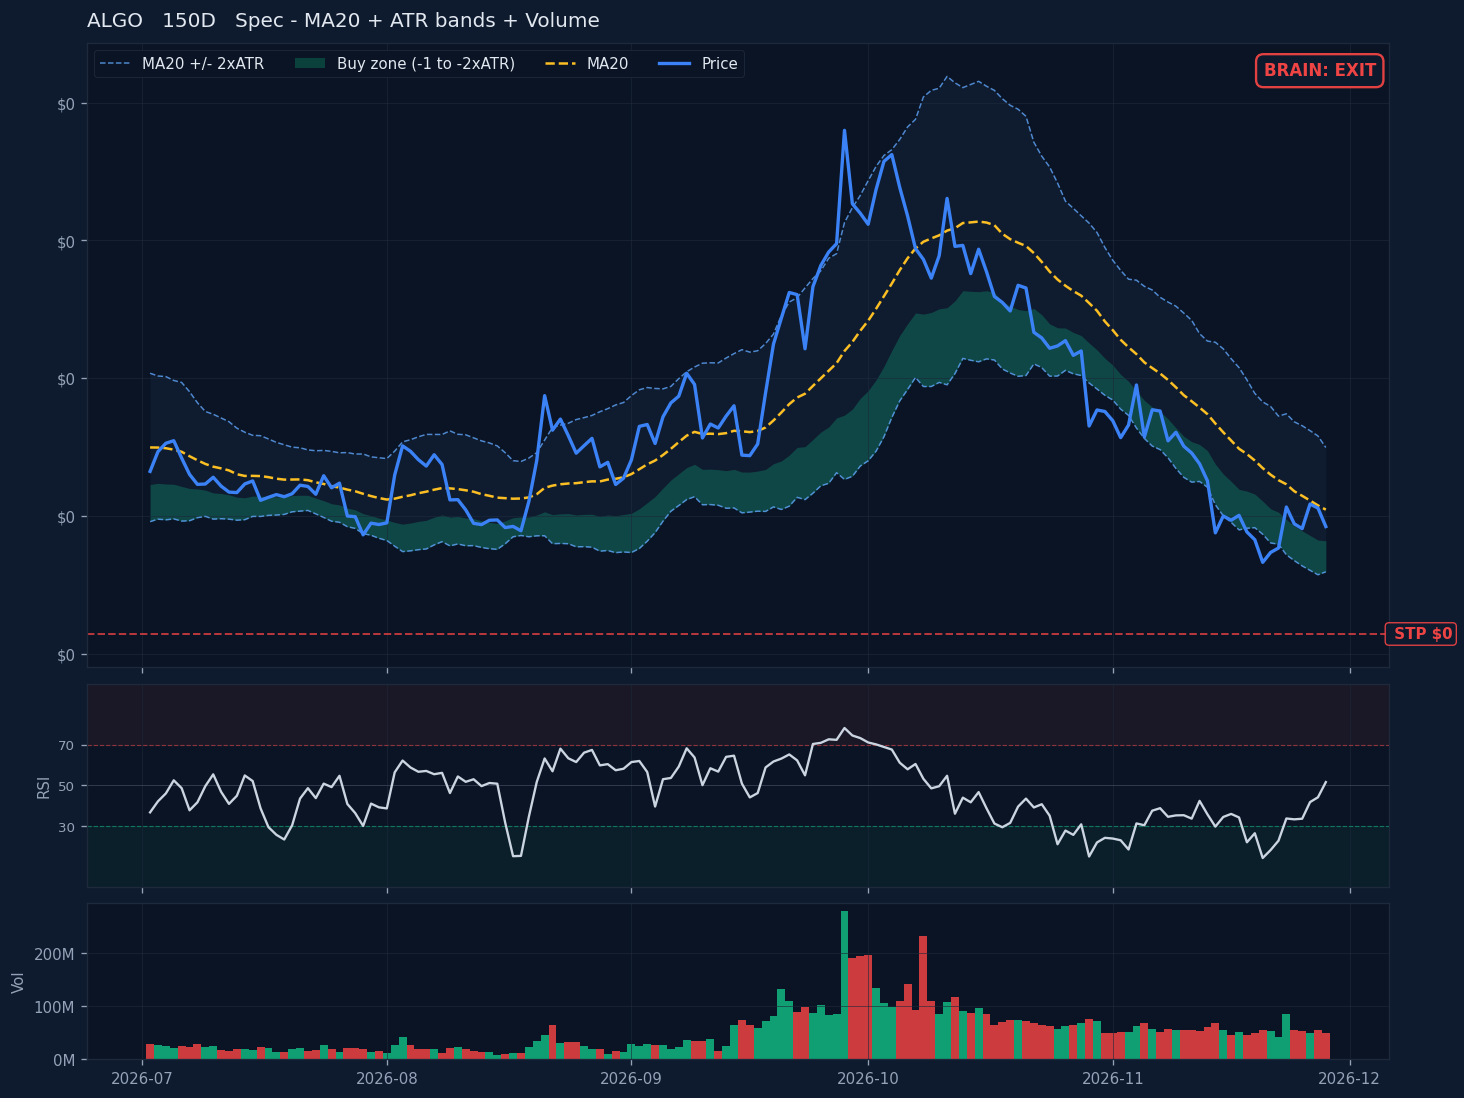 ALGO   150D   Spec - MA20 + ATR bands + Volume
MA20 +/- 2xATR   Buy zone (-1 to -2xATR)   MA20   Price
BRAIN: EXIT
$0
$0
$0
$0
STP $0
$0
70
50
30
RSI
200M
100M
0M
Vol
2026-07   2026-08   2026-09   2026-10   2026-11   2026-12